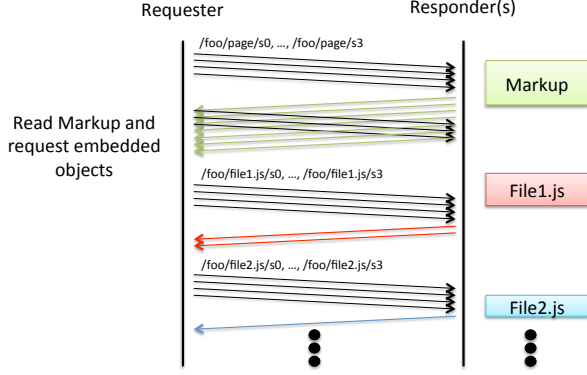 Requester
Responder(s)
/foo/page/s0, …, /foo/page/s3
Markup
Read Markup and
request embedded
objects
/foo/file1.js/s0, …, /foo/file1.js/s3
File1.js
/foo/file2.js/s0, …, /foo/file2.js/s3
File2.js